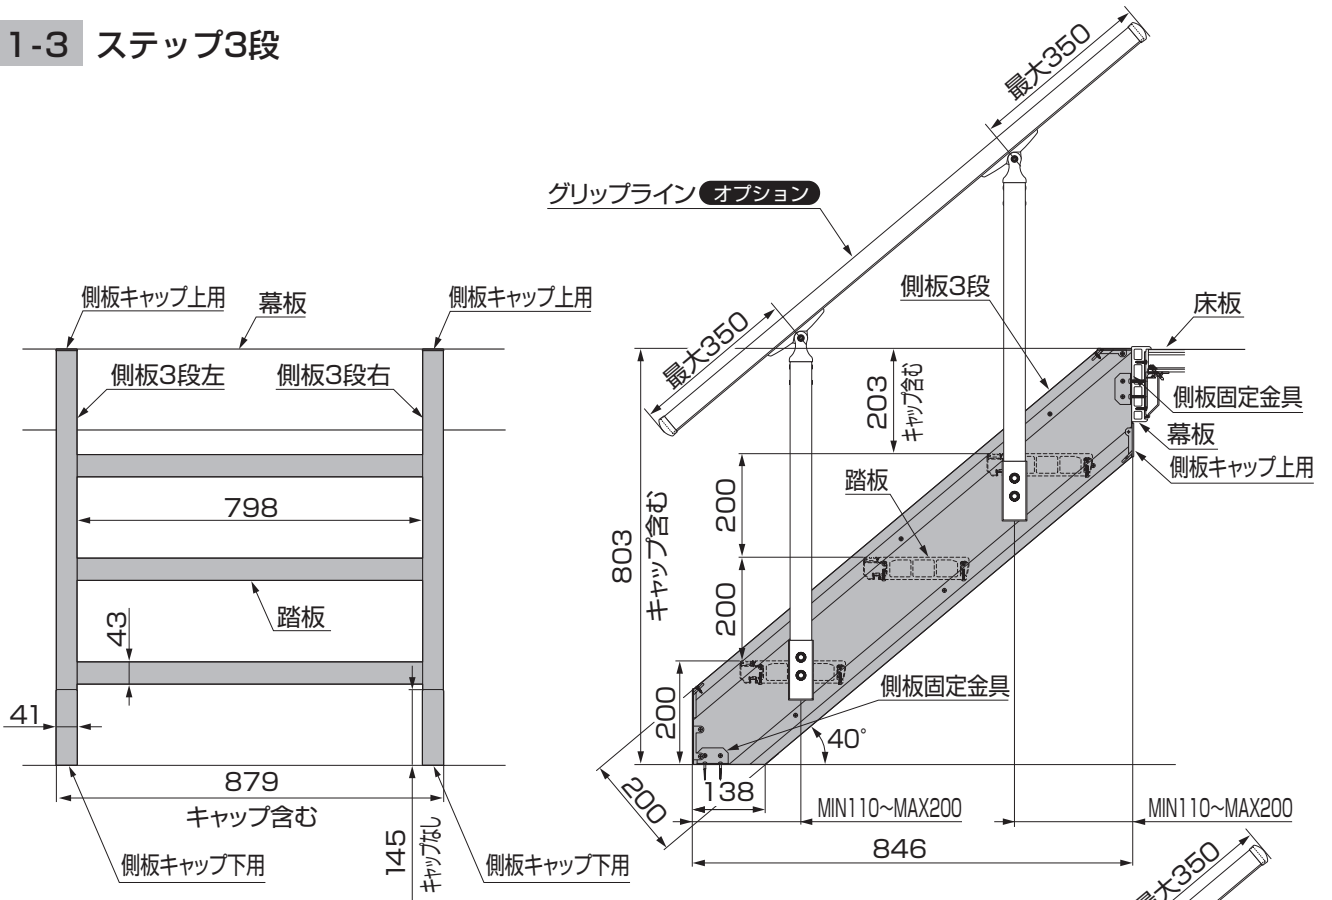 1-3 ステップ3段
最大350
グリップライン オプション
側板キャップ上用
幕板
側板キャップ上用
側板3段
床板
最大350
側板3段左
側板3段右
203
キャップ含む
側板固定金具
幕板
側板キャップ上用
踏板
798
200
803
キャップ含む
200
踏板
43
側板固定金具
200
41
40°
879
キャップ含む
200
138
MIN110~MAX200
MIN110~MAX200
145
キャップなし
846
側板キャップ下用
側板キャップ下用
最大350